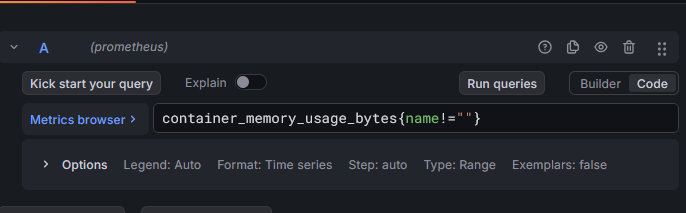 A (prometheus)
Kick start your query Explain Run queries Builder Code
Metrics browser > container_memory_usage_bytes{name!=""}
Options Legend: Auto Format: Time series Step: auto Type: Range Exemplars: false